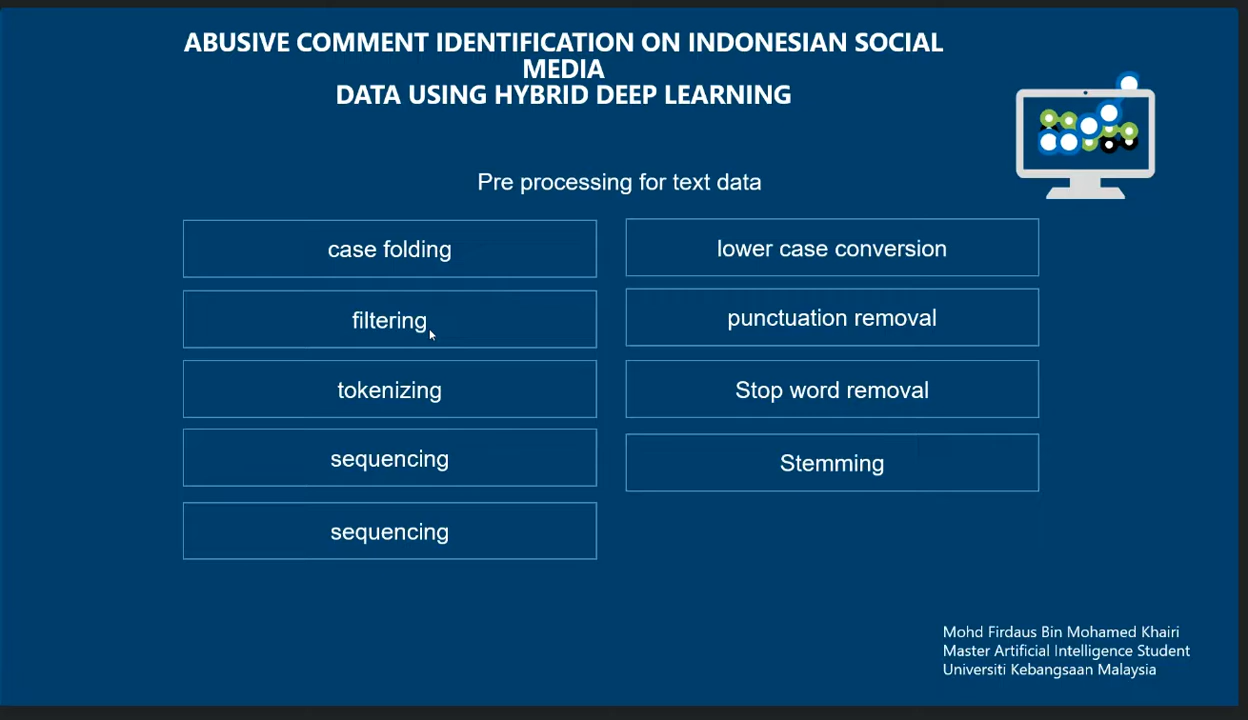 ABUSIVE COMMENT IDENTIFICATION ON INDONESIAN SOCIAL
MEDIA
DATA USING HYBRID DEEP LEARNING
Pre processing for text data
case folding
filtering
tokenizing
sequencing
sequencing
lower case conversion
punctuation removal
Stop word removal
Stemming
Mohd Firdaus Bin Mohamed Khairi
Master Artificial Intelligence Student
Universiti Kebangsaan Malaysia